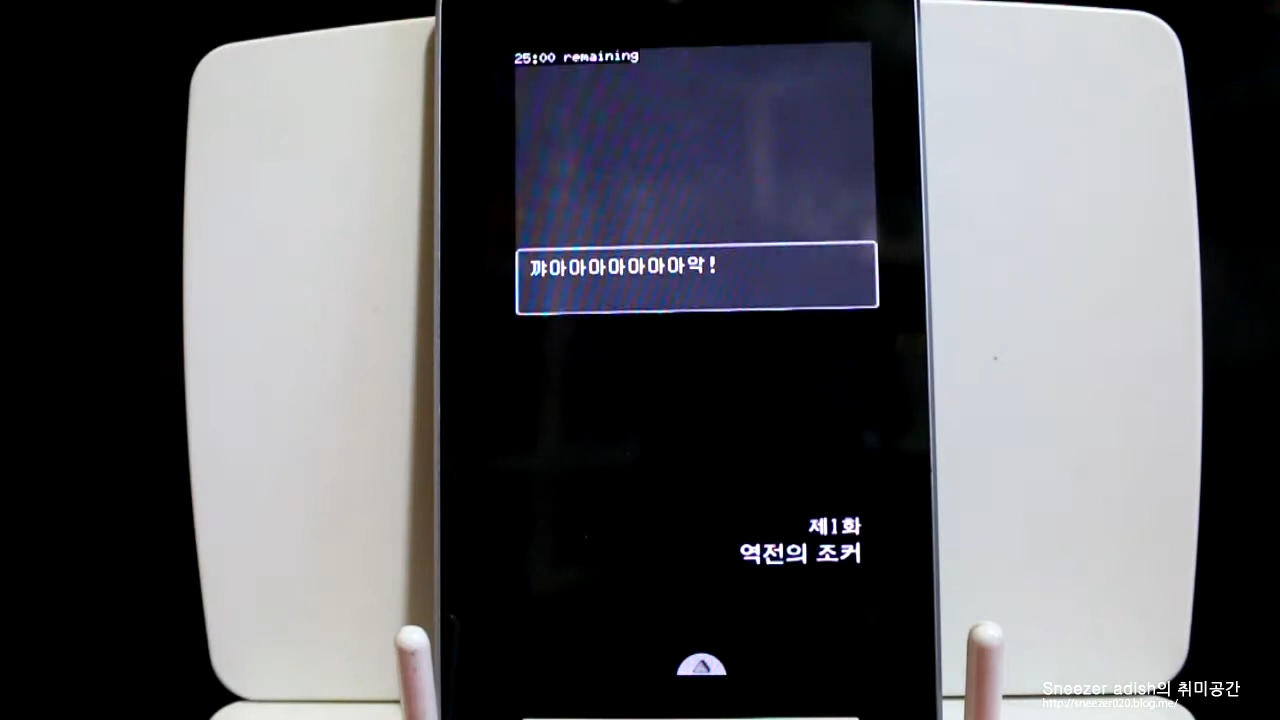 25:00 remaining
꺄아아아아아아아악!
제1화
역전의 조커
Sneezer adish의 취미공간
http://sneezer020.blog.me/